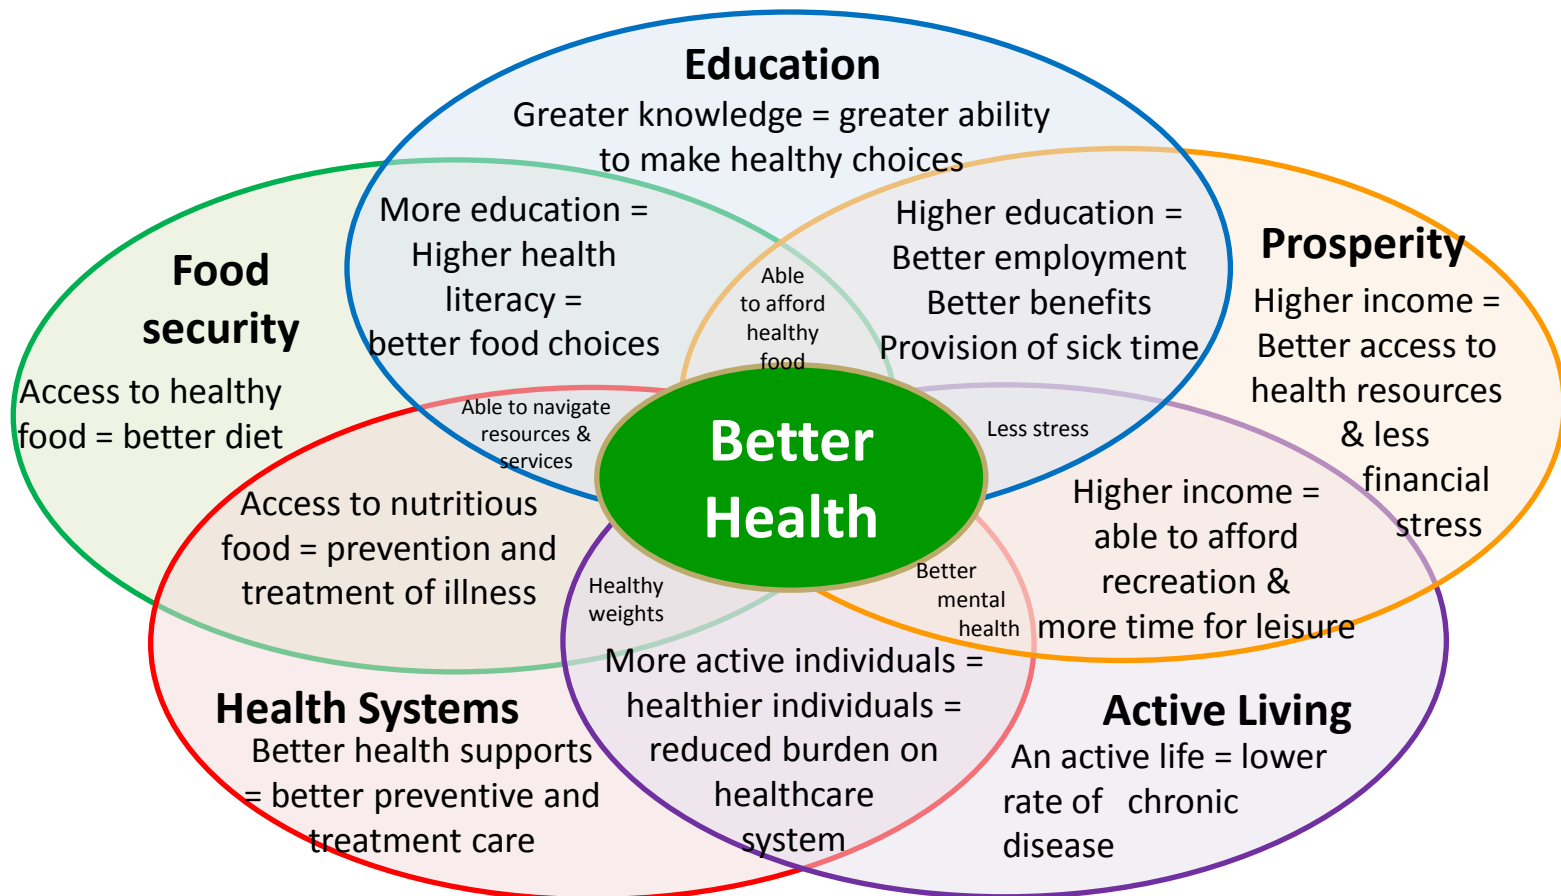 Education
Greater knowledge = greater ability
to make healthy choices
More education =
Higher health
literacy =
better food choices
Able
to afford
healthy
food
Higher education =
Better employment
Better benefits
Provision of sick time
Prosperity
Higher income =
Better access to
health resources
& less
financial
stress
Food
security
Access to healthy
food = better diet
Able to navigate
resources &
services
Better
Health
Less stress
Access to nutritious
food = prevention and
treatment of illness
Healthy
weights
Better
mental
health
Higher income =
able to afford
recreation &
more time for leisure
Health Systems
Better health supports
= better preventive and
treatment care
More active individuals =
healthier individuals =
reduced burden on
healthcare
system
Active Living
An active life = lower
rate of chronic
disease